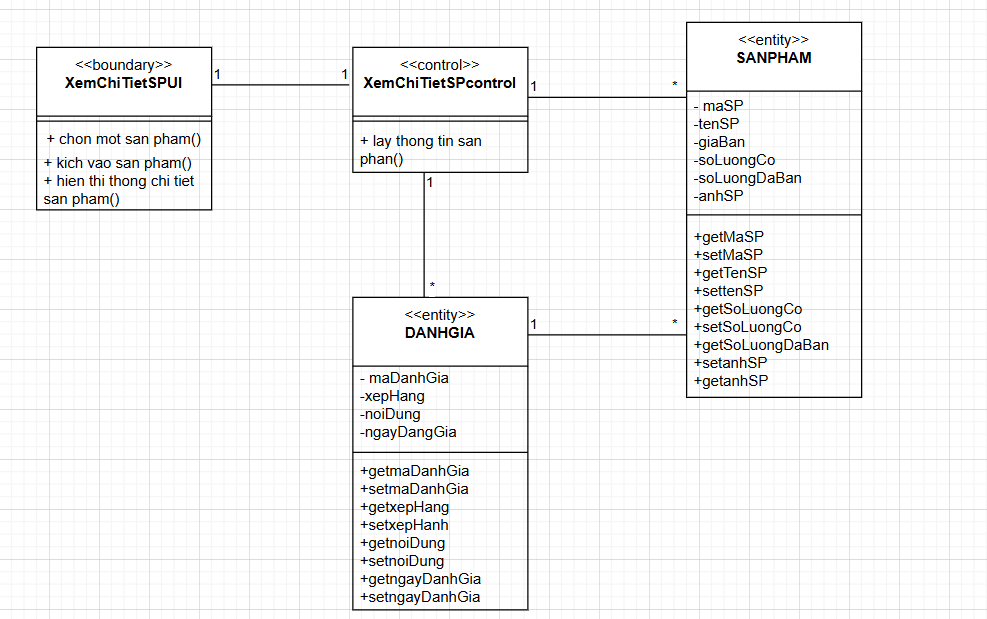 <<boundary>>
XemChiTietSPUI
+ chon mot san pham()
+ kich vao san pham()
+ hien thi thong chi tiet
san pham()
1
1
<<control>>
XemChiTietSPcontrol
+ lay thong tin san
phan()
1
*
1
*
<<entity>>
SANPHAM
- maSP
-tenSP
-giaBan
-soLuongCo
-soLuongDaBan
-anhSP
+getMaSP
+setMaSP
+getTenSP
+settenSP
+getSoLuongCo
+setSoLuongCo
+getSoLuongDaBan
+setanhSP
+getanhSP
<<entity>>
DANHGIA
- maDanhGia
-xepHang
-noiDung
-ngayDangGia
+getmaDanhGia
+setmaDanhGia
+getxepHang
+setxepHanh
+getnoiDung
+setnoiDung
+getngayDanhGia
+setngayDanhGia
1
*